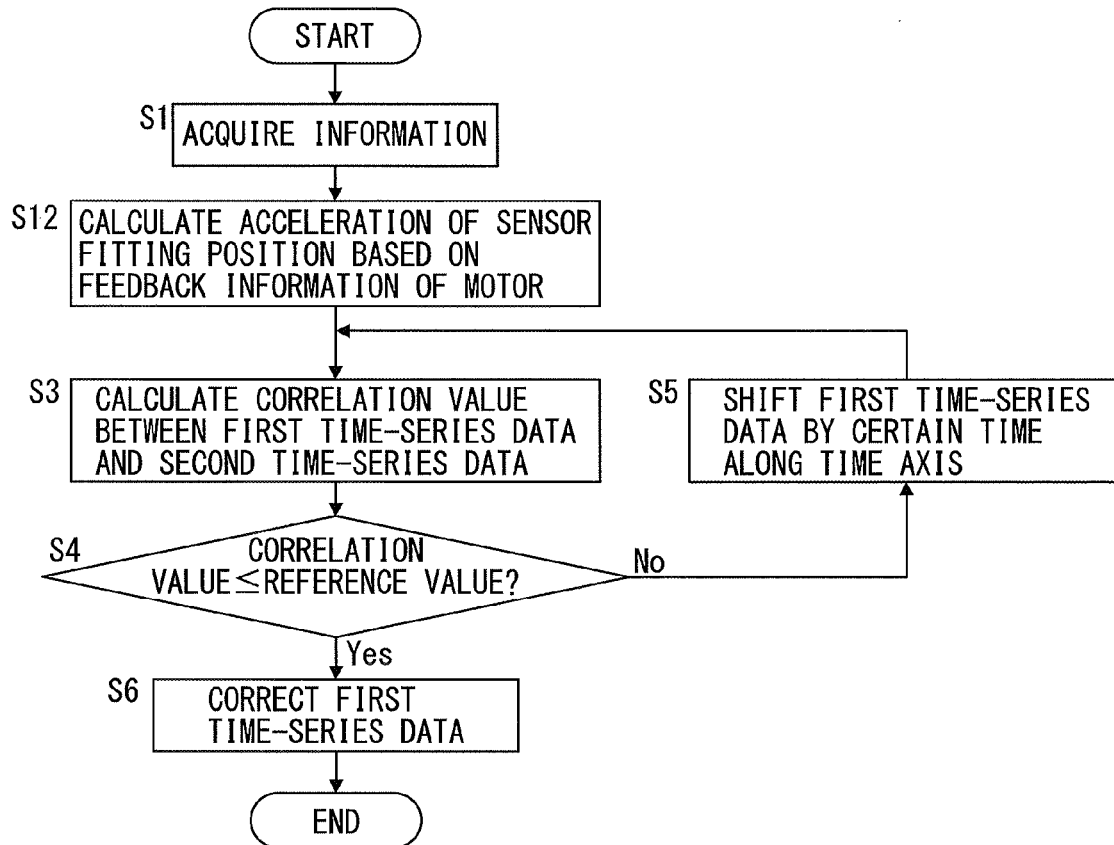 START
S1
ACQUIRE INFORMATION
S12
CALCULATE ACCELERATION OF SENSOR
FITTING POSITION BASED ON
FEEDBACK INFORMATION OF MOTOR
S3
CALCULATE CORRELATION VALUE
BETWEEN FIRST TIME-SERIES DATA
AND SECOND TIME-SERIES DATA
S5
SHIFT FIRST TIME-SERIES
DATA BY CERTAIN TIME
ALONG TIME AXIS
S4
CORRELATION
VALUE≦REFERENCE VALUE?
No
Yes
S6
CORRECT FIRST
TIME-SERIES DATA
END